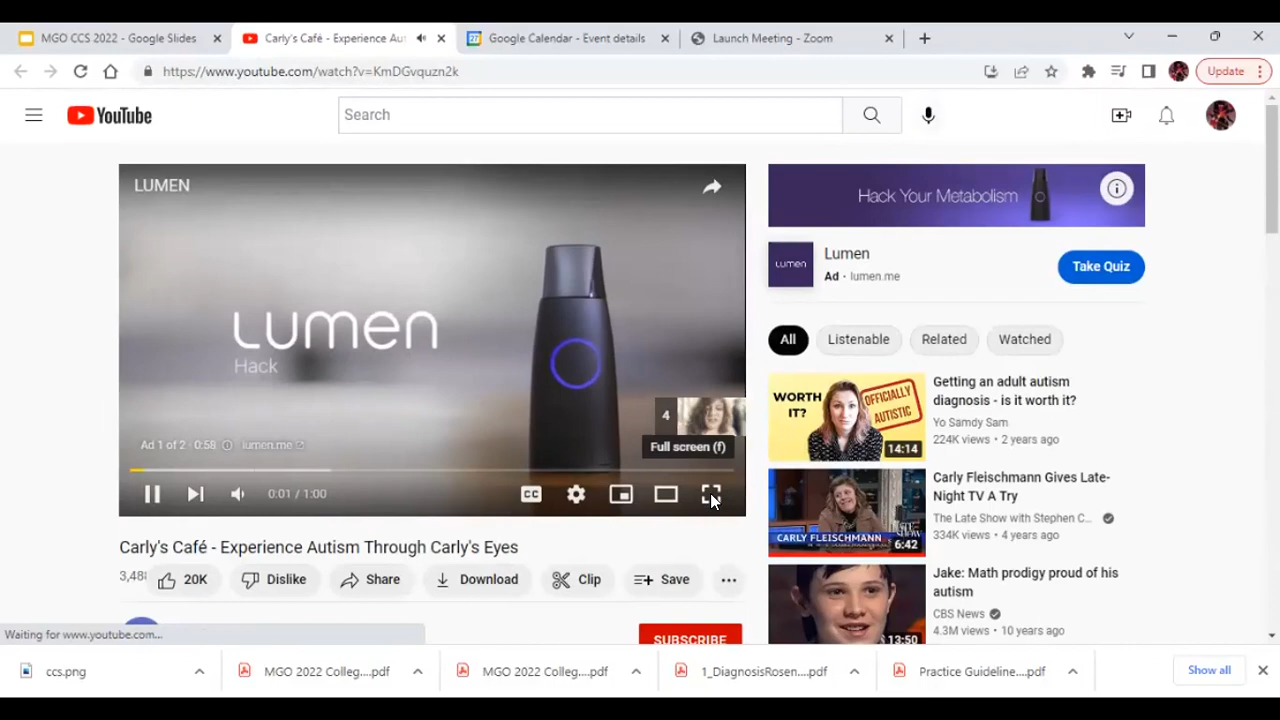 MGO CCS 2022 - Google Slides
Carly's Café - Experience Aut
Google Calendar - Event details
Launch Meeting - Zoom
https://www.youtube.com/watch?v=KmDGvquzn2k
Update
YouTube
Search
LUMEN
Lumen
Hack
4
Full screen (f)
Ad 1 of 2 · 0:58
lumen.me
CC
0:01 / 1:00
Carly's Café - Experience Autism Through Carly's Eyes
20K
Dislike
Share
Download
Clip
Save
SUBSCRIBE
Hack Your Metabolism
Lumen
Lumen
Ad · lumen.me
Take Quiz
All
Listenable
Related
Watched
WORTH IT?
OFFICIALLY
AUTISTIC
14:14
Getting an adult autism
diagnosis - is it worth it?
Yo Samdy Sam
224K views • 2 years ago
CARLY FLEISCHMANN
6:42
Carly Fleischmann Gives Late-
Night TV A Try
The Late Show with Stephen C...
334K views • 4 years ago
13:50
Jake: Math prodigy proud of his
autism
CBS News
4.3M views • 10 years ago
Waiting for www.youtube.com...
ccs.png
MGO 2022 Colleg....pdf
MGO 2022 Colleg....pdf
1_DiagnosisRosen....pdf
Practice Guideline....pdf
Show all